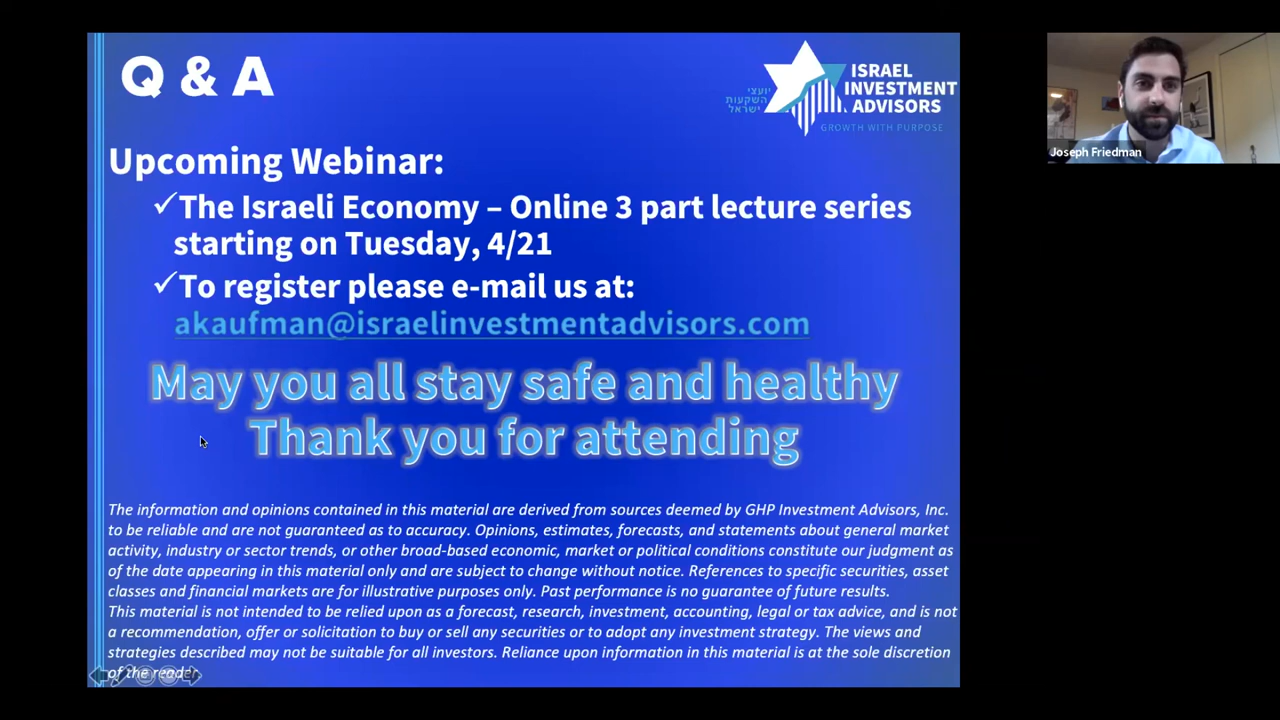 Q & A
יועצי
השקעות
ישראל
ISRAEL
INVESTMENT
ADVISORS
GROWTH WITH PURPOSE
Joseph Friedman
Upcoming Webinar:
✓The Israeli Economy – Online 3 part lecture series
starting on Tuesday, 4/21
✓To register please e-mail us at:
akaufman@israelinvestmentadvisors.com
May you all stay safe and healthy
Thank you for attending
The information and opinions contained in this material are derived from sources deemed by GHP Investment Advisors, Inc.
to be reliable and are not guaranteed as to accuracy. Opinions, estimates, forecasts, and statements about general market
activity, industry or sector trends, or other broad-based economic, market or political conditions constitute our judgment as
of the date appearing in this material only and are subject to change without notice. References to specific securities, asset
classes and financial markets are for illustrative purposes only. Past performance is no guarantee of future results.
This material is not intended to be relied upon as a forecast, research, investment, accounting, legal or tax advice, and is not
a recommendation, offer or solicitation to buy or sell any securities or to adopt any investment strategy. The views and
strategies described may not be suitable for all investors. Reliance upon information in this material is at the sole discretion
of the reader.